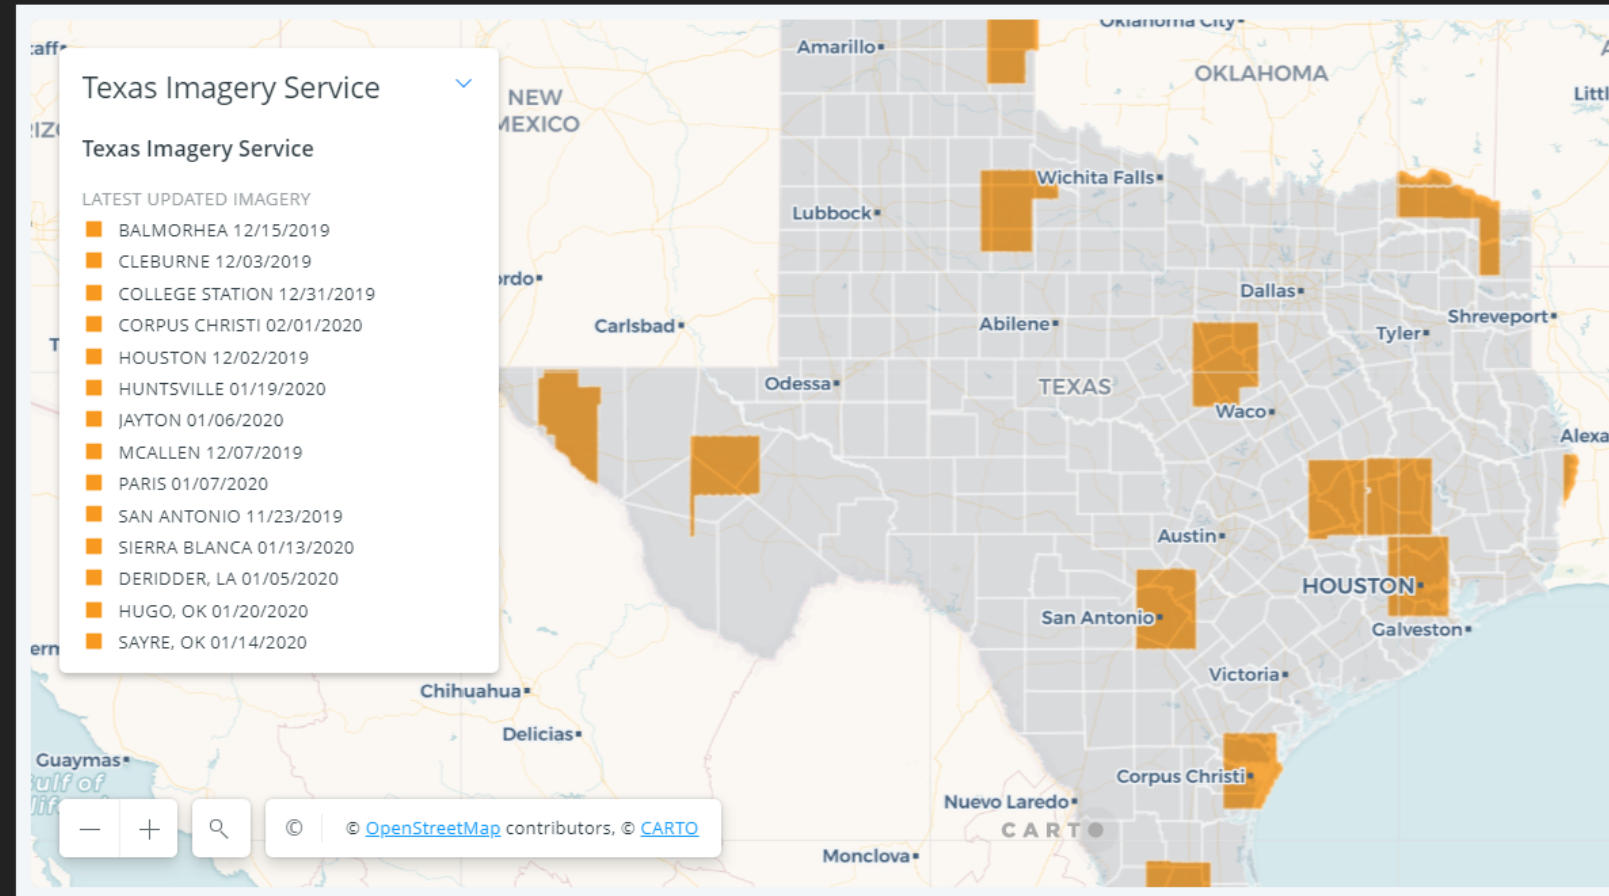 Texas Imagery Service
Texas Imagery Service
LATEST UPDATED IMAGERY
BALMORHEA 12/15/2019
CLEBURNE 12/03/2019
COLLEGE STATION 12/31/2019
CORPUS CHRISTI 02/01/2020
HOUSTON 12/02/2019
HUNTSVILLE 01/19/2020
JAYTON 01/06/2020
MCALLEN 12/07/2019
PARIS 01/07/2020
SAN ANTONIO 11/23/2019
SIERRA BLANCA 01/13/2020
DERIDDER, LA 01/05/2020
HUGO, OK 01/20/2020
SAYRE, OK 01/14/2020
Oklahoma City
Amarillo
OKLAHOMA
NEW
MEXICO
Wichita Falls
Lubbock
Dallas
Carlsbad
Abilene
Shreveport
Tyler
Odessa
TEXAS
Waco
Austin
HOUSTON
San Antonio
Galveston
Victoria
Chihuahua
Delicias
Guaymas
Corpus Christi
Nuevo Laredo
CARTO
Monclova
© © OpenStreetMap contributors, © CARTO